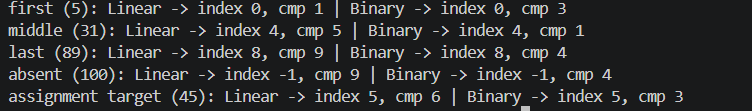 first (5): Linear -> index 0, cmp 1 | Binary -> index 0, cmp 3
middle (31): Linear -> index 4, cmp 5 | Binary -> index 4, cmp 1
last (89): Linear -> index 8, cmp 9 | Binary -> index 8, cmp 4
absent (100): Linear -> index -1, cmp 9 | Binary -> index -1, cmp 4
assignment target (45): Linear -> index 5, cmp 6 | Binary -> index 5, cmp 3